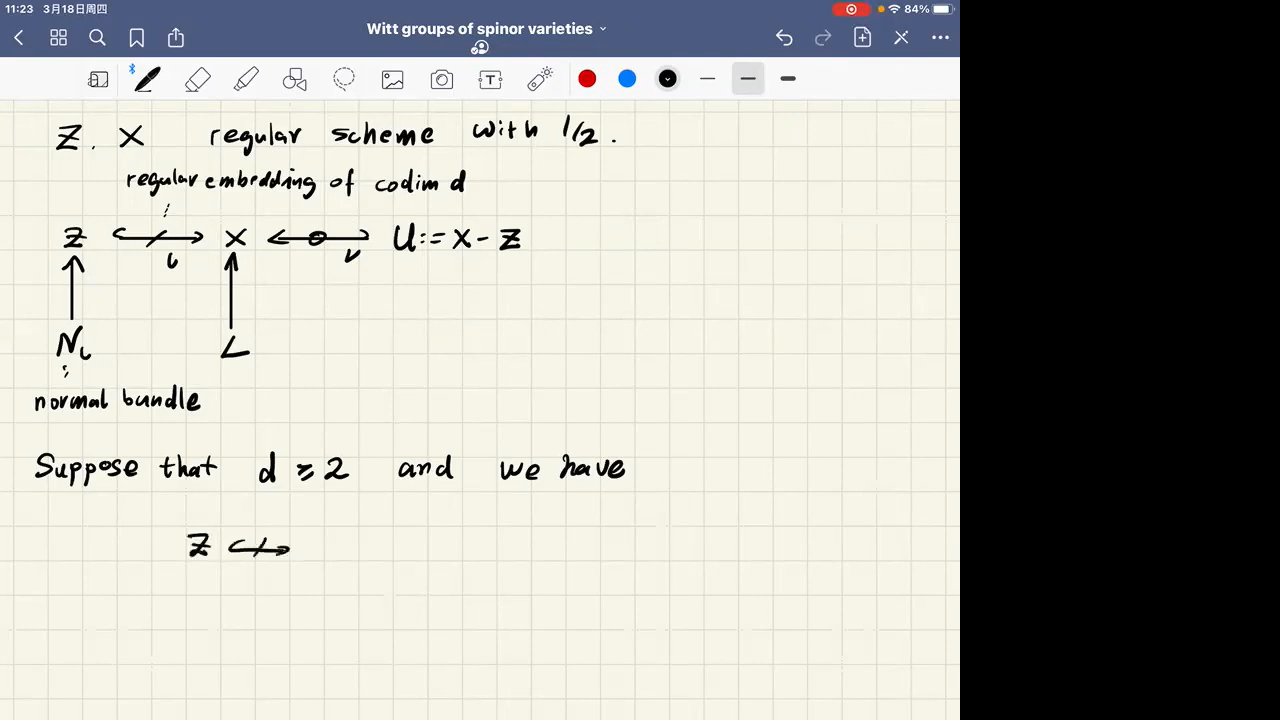 11:23 3月18日周四 84%
Witt groups of spinor varieties
T
Z, X regular scheme with 1/2.
regular embedding of codim d
Z ↪ X ↩ U := X - Z
ι υ
N_ι L
normal bundle
Suppose that d ≥ 2 and we have
Z ↪